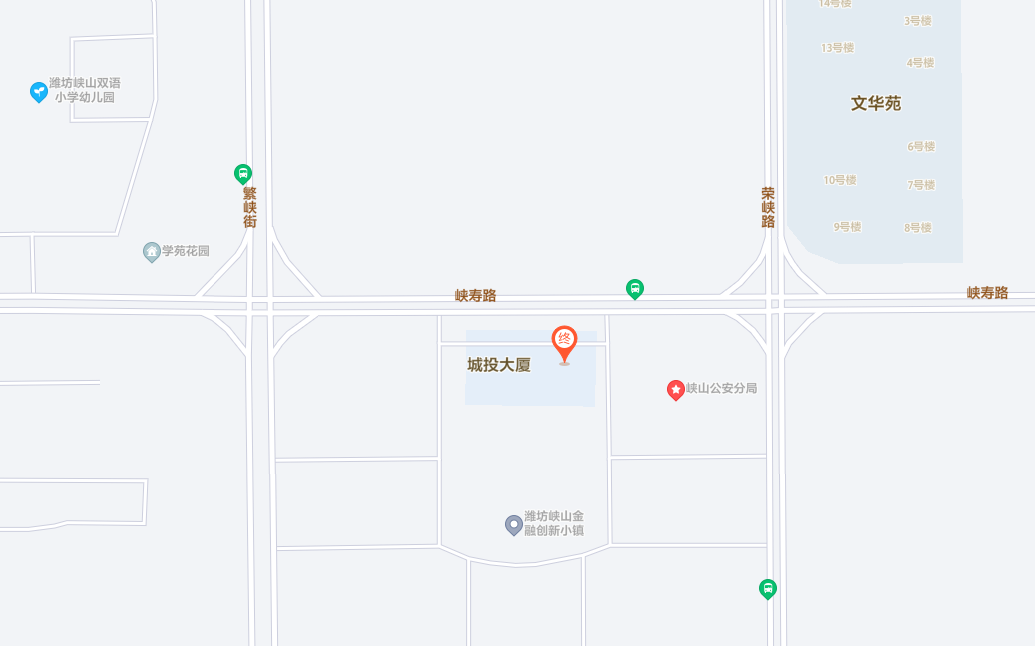 14号楼
3号楼
13号楼
4号楼
潍坊峡山双语
小学幼儿园
文华苑
6号楼
10号楼
7号楼
繁峡街
荣峡路
9号楼
8号楼
学苑花园
峡寿路
峡寿路
终
城投大厦
峡山公安分局
潍坊峡山金
融创新小镇